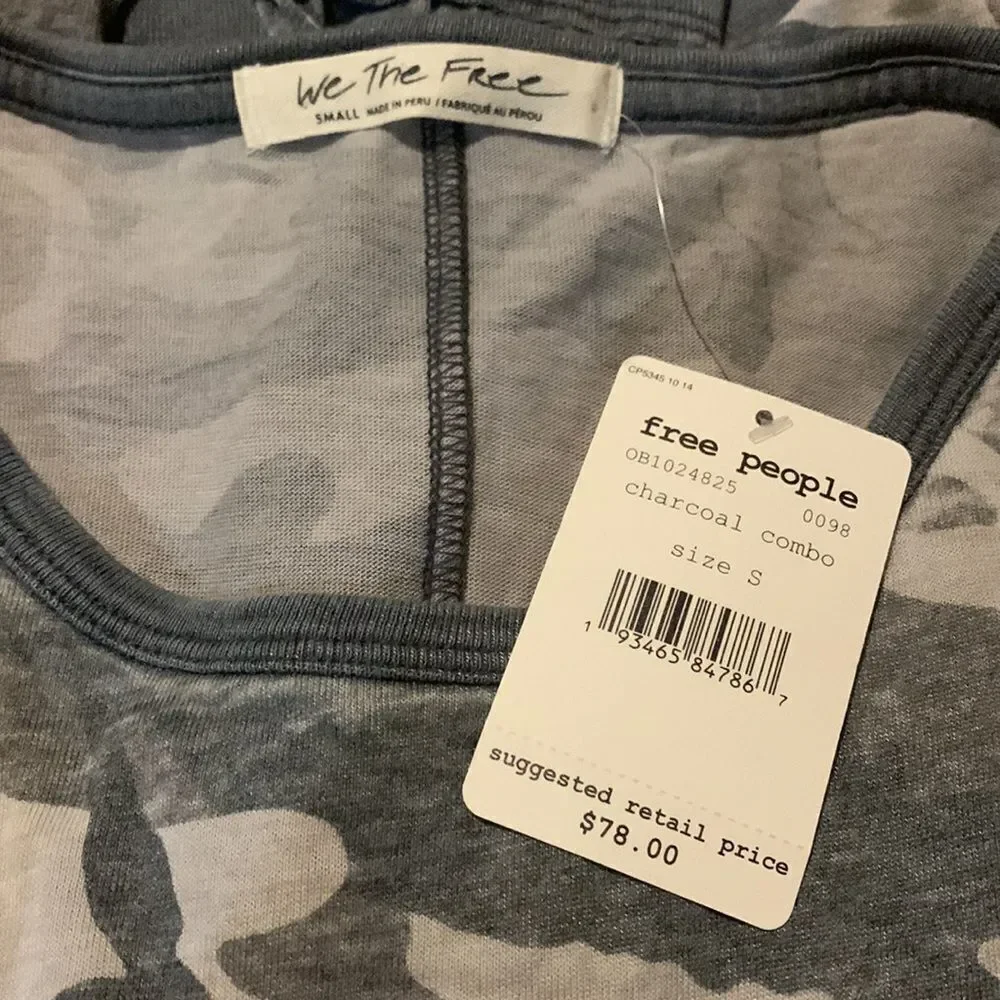 We The Free
SMALL MADE IN PERU / FABRIQUÉ AU PÉROU
CP5345 10 14
free people
OB1024825 0098
charcoal combo
size S
1 93465 84786 7
suggested retail price
$78.00